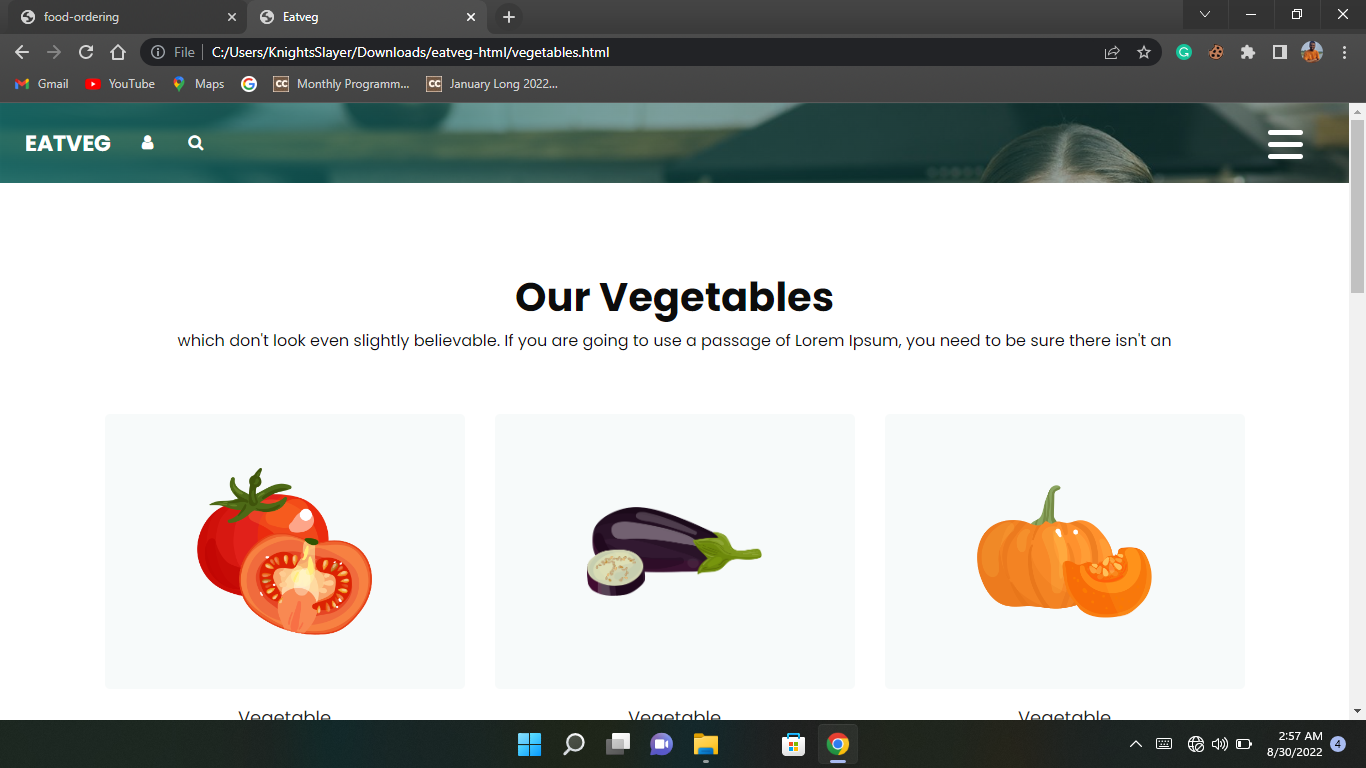 food-ordering
Eatveg
File
C:/Users/KnightsSlayer/Downloads/eatveg-html/vegetables.html
Gmail
YouTube
Maps
Monthly Programm...
January Long 2022...
EATVEG
Our Vegetables
which don't look even slightly believable. If you are going to use a passage of Lorem Ipsum, you need to be sure there isn't an
Vegetable
Vegetable
Vegetable
2:57 AM
8/30/2022
4